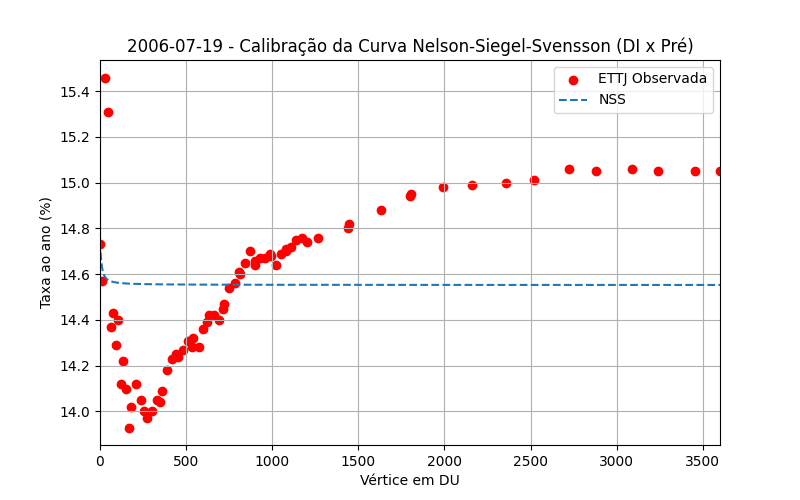 2006-07-19 - Calibração da Curva Nelson-Siegel-Svensson (DI x Pré)
ETTJ Observada
NSS
Taxa ao ano (%)
15.4
15.2
15.0
14.8
14.6
14.4
14.2
14.0
0 500 1000 1500 2000 2500 3000 3500
Vértice em DU